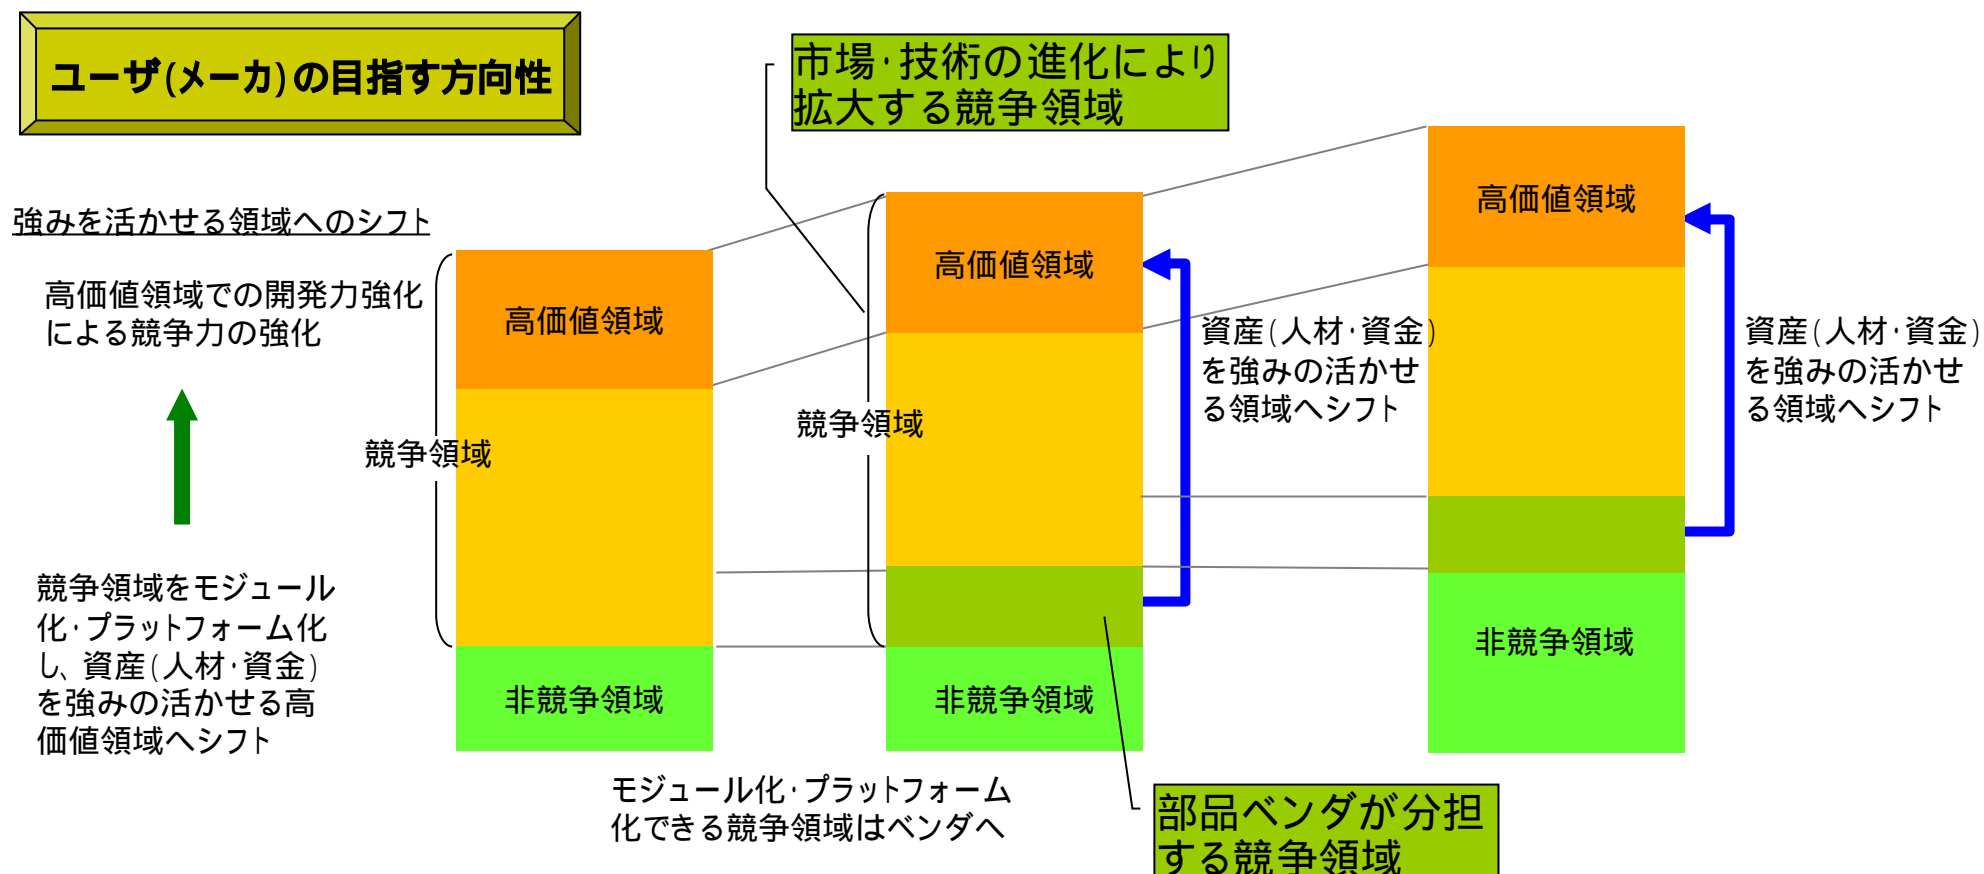 ユーザ(メーカ)の目指す方向性
市場・技術の進化により
拡大する競争領域
強みを活かせる領域へのシフト
高価値領域での開発力強化
による競争力の強化
競争領域をモジュール
化・プラットフォーム化
し、資産(人材・資金)
を強みの活かせる高
価値領域へシフト
競争領域
高価値領域
非競争領域
競争領域
高価値領域
非競争領域
資産(人材・資金)
を強みの活かせ
る領域へシフト
高価値領域
非競争領域
資産(人材・資金)
を強みの活かせ
る領域へシフト
モジュール化・プラットフォーム
化できる競争領域はベンダへ
部品ベンダが分担
する競争領域